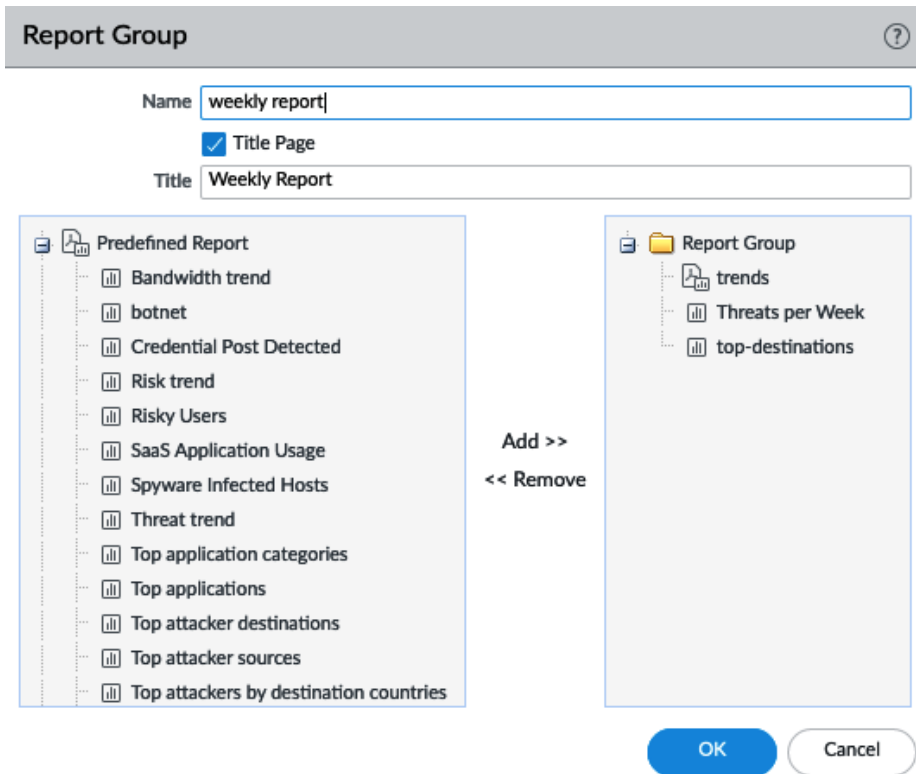 Report Group
?
Name weekly report
Title Page
Title Weekly Report
Predefined Report
Bandwidth trend
botnet
Credential Post Detected
Risk trend
Risky Users
SaaS Application Usage
Spyware Infected Hosts
Threat trend
Top application categories
Top applications
Top attacker destinations
Top attacker sources
Top attackers by destination countries
Add >>
<< Remove
Report Group
trends
Threats per Week
top-destinations
OK
Cancel